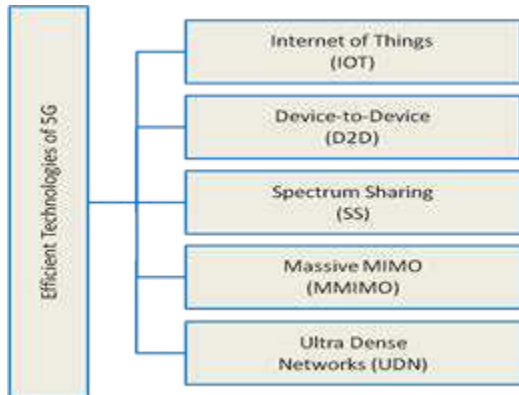 Efficient Technologies of 5G
Internet of Things
(IOT)
Device-to-Device
(D2D)
Spectrum Sharing
(SS)
Massive MIMO
(MMIMO)
Ultra Dense
Networks (UDN)